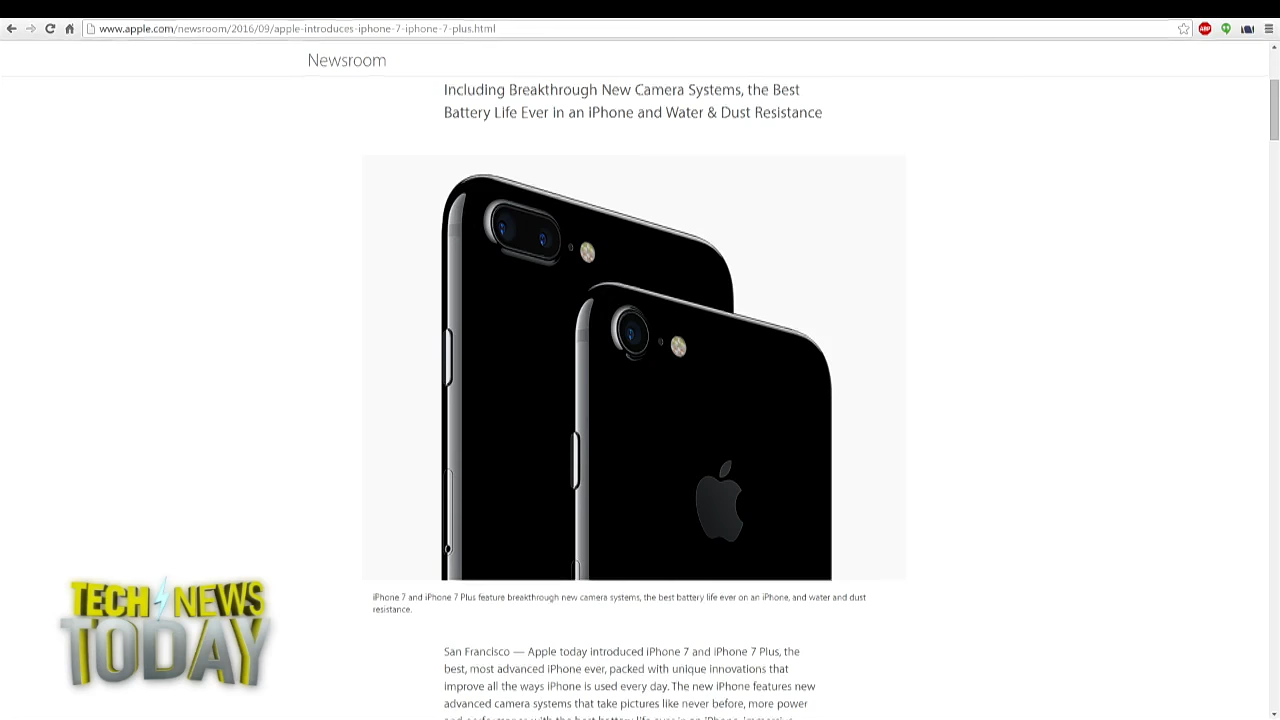 www.apple.com/newsroom/2016/09/apple-introduces-iphone-7-iphone-7-plus.html
ABP
Newsroom
Including Breakthrough New Camera Systems, the Best
Battery Life Ever in an iPhone and Water & Dust Resistance
iPhone 7 and iPhone 7 Plus feature breakthrough new camera systems, the best battery life ever on an iPhone, and water and dust
resistance.
TECH NEWS
TODAY
San Francisco — Apple today introduced iPhone 7 and iPhone 7 Plus, the
best, most advanced iPhone ever, packed with unique innovations that
improve all the ways iPhone is used every day. The new iPhone features new
advanced camera systems that take pictures like never before, more power